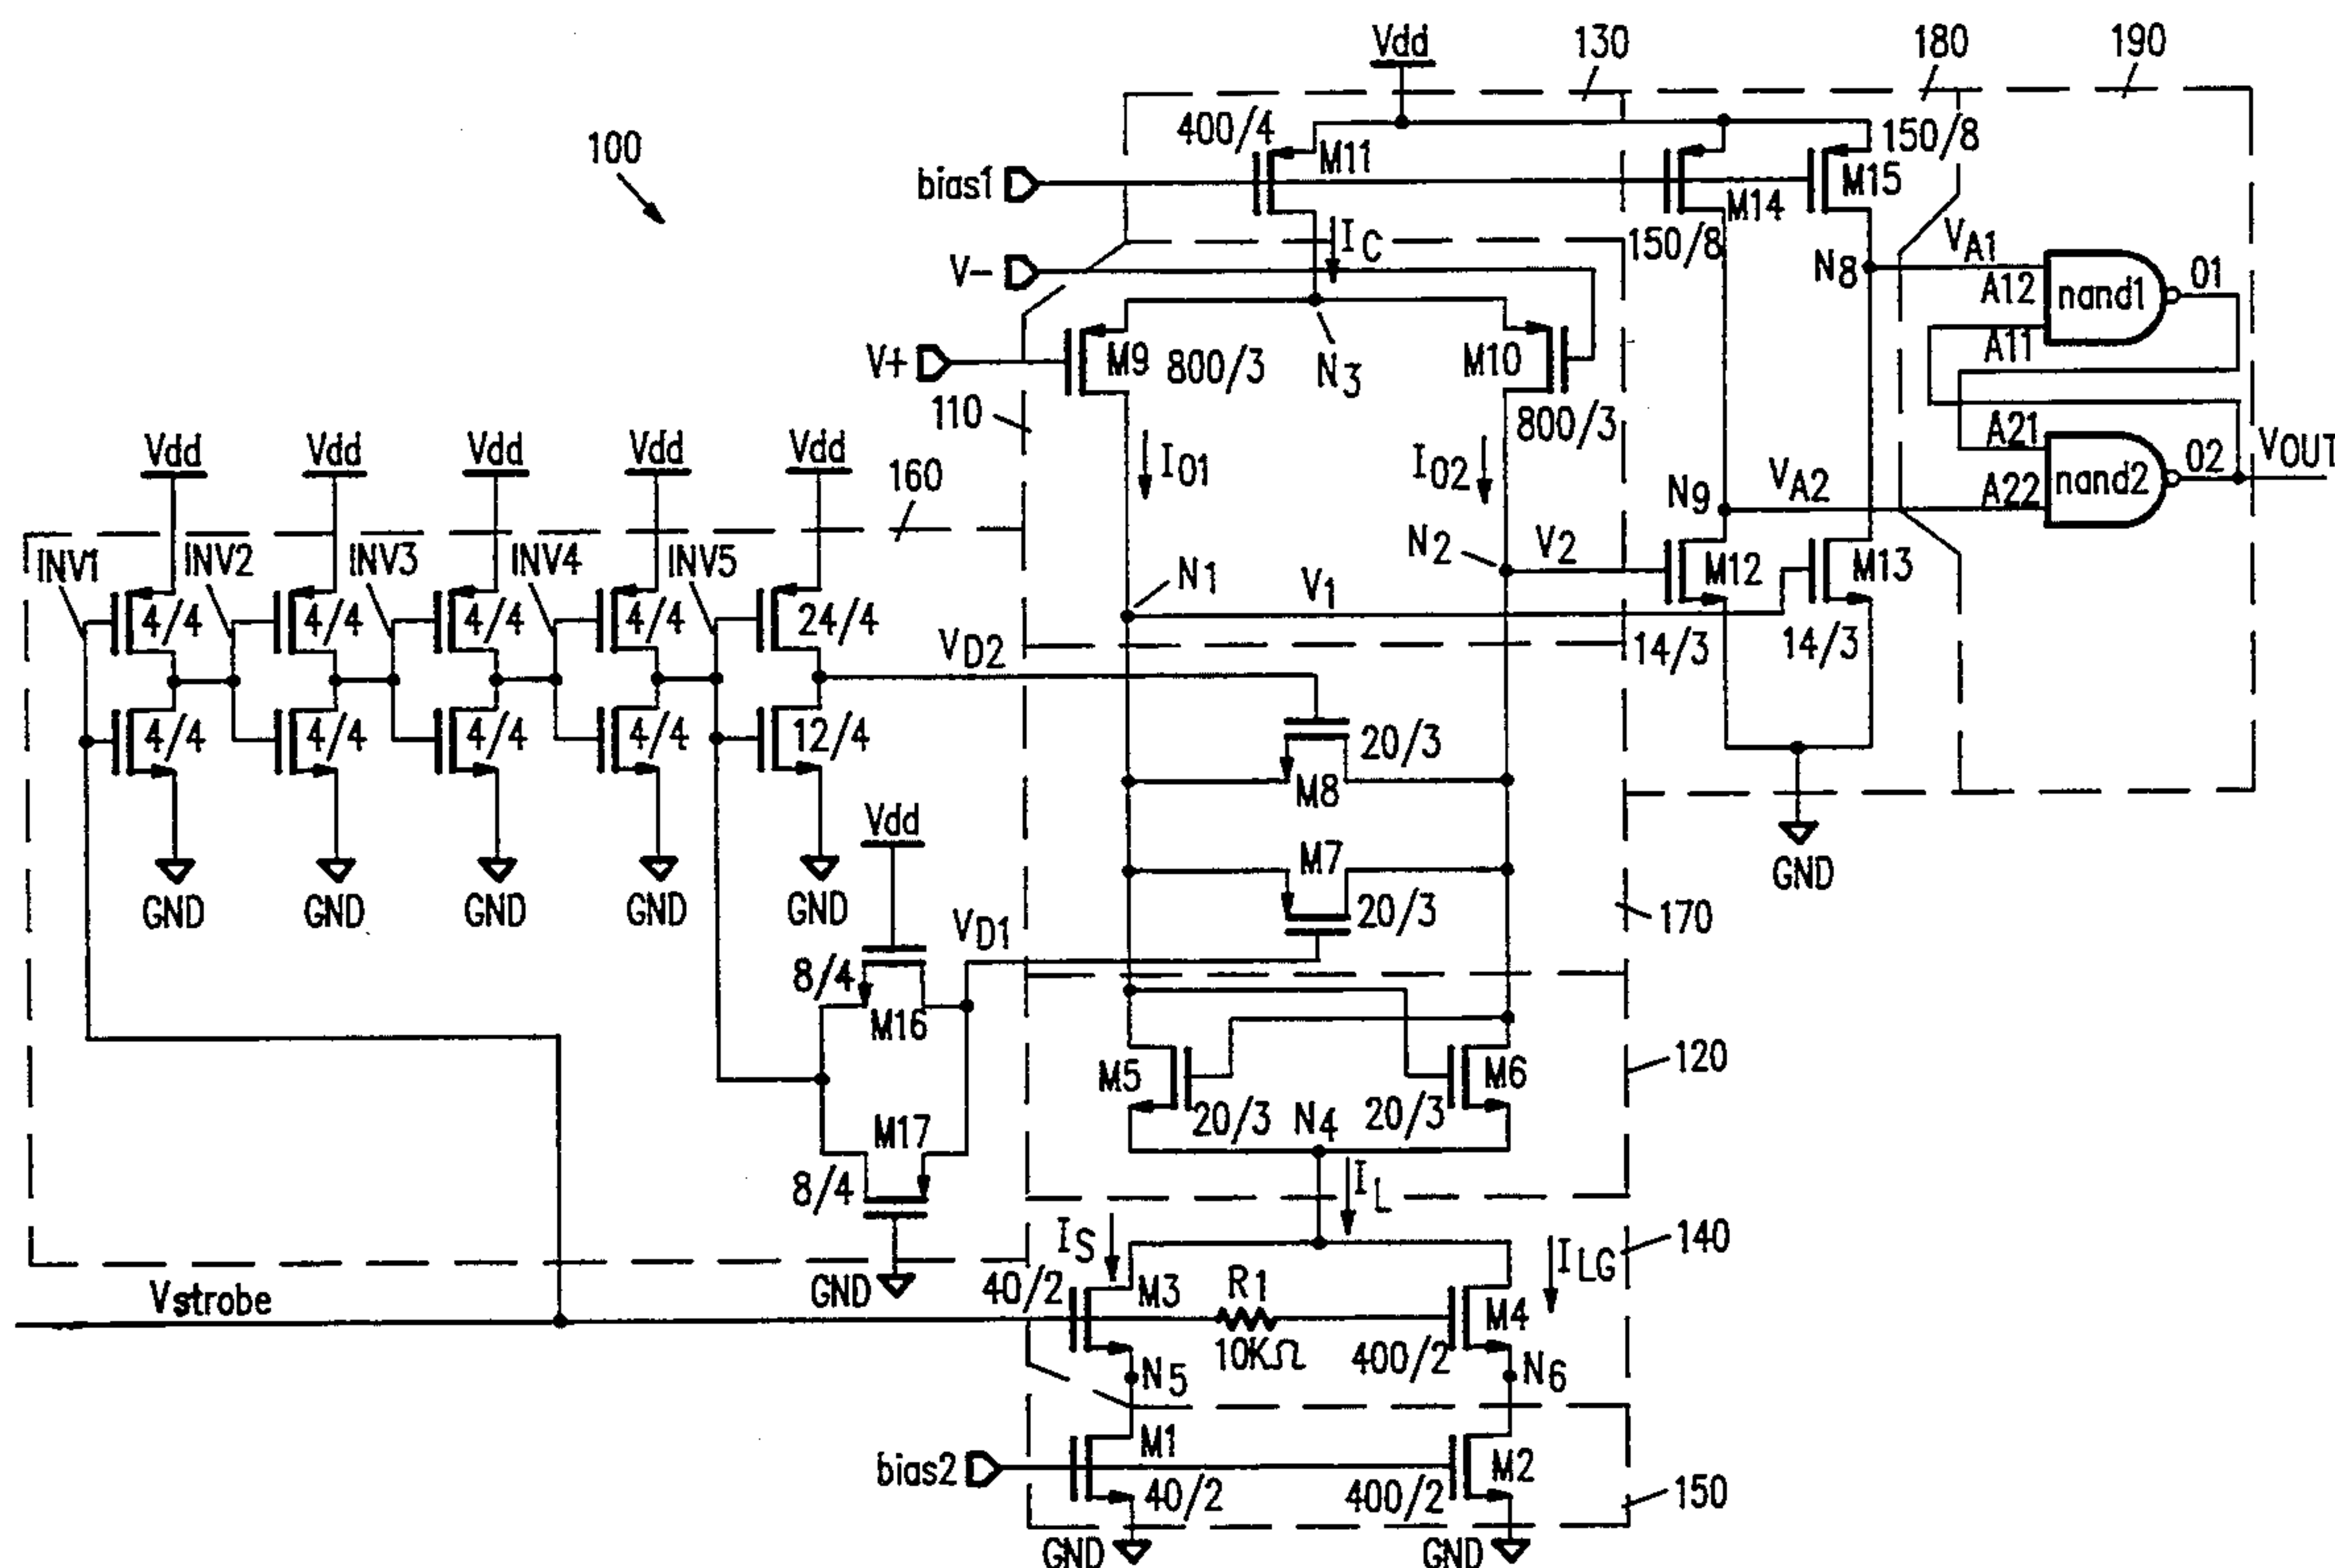 Vdd
130
180
190
400/4
150/8
100
M11
M15
bias1
M14
IC
150/8
VA1
V-
N8
A12
nand1
O1
V+
M9
800/3
N3
M10
A11
110
800/3
Vdd
Vdd
Vdd
Vdd
Vdd
IO1
IO2
A21
O2
VOUT
160
N9
VA2
A22
nand2
INV1
INV2
INV3
INV4
INV5
N1
N2
V2
M12
M13
4/4
4/4
4/4
4/4
24/4
V1
VD2
14/3
14/3
4/4
4/4
4/4
4/4
12/4
20/3
M8
Vdd
M7
GND
GND
GND
GND
GND
GND
VD1
20/3
170
8/4
M16
M5
M6
120
M17
20/3
N4
20/3
8/4
IL
IS
140
ILG
Vstrobe
GND
40/2
M3
R1
M4
10KΩ
400/2
N5
N6
M1
bias2
40/2
400/2
M2
150
GND
GND